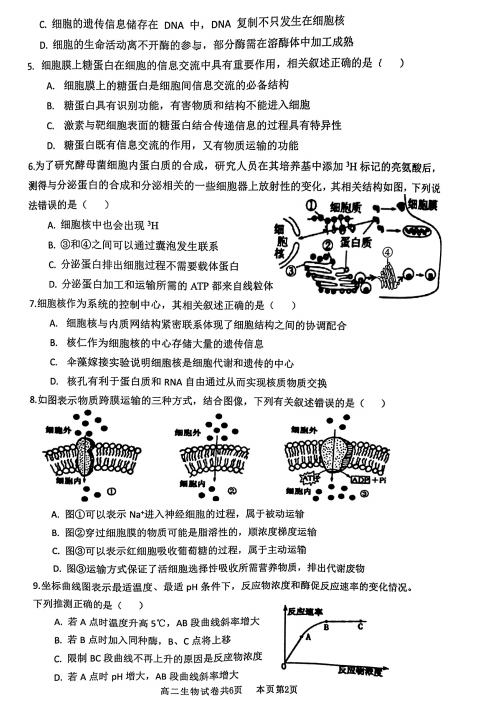 C. 细胞的遗传信息储存在 DNA 中，DNA 复制不只发生在细胞核
D. 细胞的生命活动离不开酶的参与，部分酶需在溶酶体中加工成熟
5. 细胞膜上糖蛋白在细胞的信息交流中具有重要作用，相关叙述正确的是（ ）
A. 细胞膜上的糖蛋白是细胞间信息交流的必备结构
B. 糖蛋白具有识别功能，有害物质和结构不能进入细胞
C. 激素与靶细胞表面的糖蛋白结合传递信息的过程具有特异性
D. 糖蛋白既有信息交流的作用，又有物质运输的功能
6.为了研究酵母菌细胞内蛋白质的合成，研究人员在其培养基中添加 ³H 标记的亮氨酸后，
测得与分泌蛋白的合成和分泌相关的一些细胞器上放射性的变化，其相关结构如图，下列说
法错误的是（ ）
A. 细胞核中也会出现 ³H
B. ③和④之间可以通过囊泡发生联系
C. 分泌蛋白排出细胞过程不需要载体蛋白
D. 分泌蛋白加工和运输所需的 ATP 都来自线粒体
① 细胞质 细胞膜
细胞核
② 蛋白质
③ ④
7.细胞核作为系统的控制中心，其相关叙述正确的是（ ）
A. 细胞核与内质网结构紧密联系体现了细胞结构之间的协调配合
B. 核仁作为细胞核的中心存储大量的遗传信息
C. 伞藻嫁接实验说明细胞核是细胞代谢和遗传的中心
D. 核孔有利于蛋白质和 RNA 自由通过从而实现核质物质交换
8.如图表示物质跨膜运输的三种方式，结合图像，下列有关叙述错误的是（ ）
细胞外 细胞外 细胞外
ATP ADP+Pi
细胞内 ① 细胞内 ② 细胞内 ③
A. 图①可以表示 Na⁺进入神经细胞的过程，属于被动运输
B. 图②穿过细胞膜的物质可能是脂溶性的，顺浓度梯度运输
C. 图③可以表示红细胞吸收葡萄糖的过程，属于主动运输
D. 图③运输方式保证了活细胞选择性吸收所需营养物质，排出代谢废物
9.坐标曲线图表示最适温度、最适 pH 条件下，反应物浓度和酶促反应速率的变化情况。
下列推测正确的是（ ）
A. 若 A 点时温度升高 5℃，AB 段曲线斜率增大
B. 若 B 点时加入同种酶，B、C 点将上移
C. 限制 BC 段曲线不再上升的原因是反应物浓度
D. 若 A 点时 pH 增大，AB 段曲线斜率增大
反应速率
B C
A
0 反应物浓度
高二生物试卷共6页 本页第2页